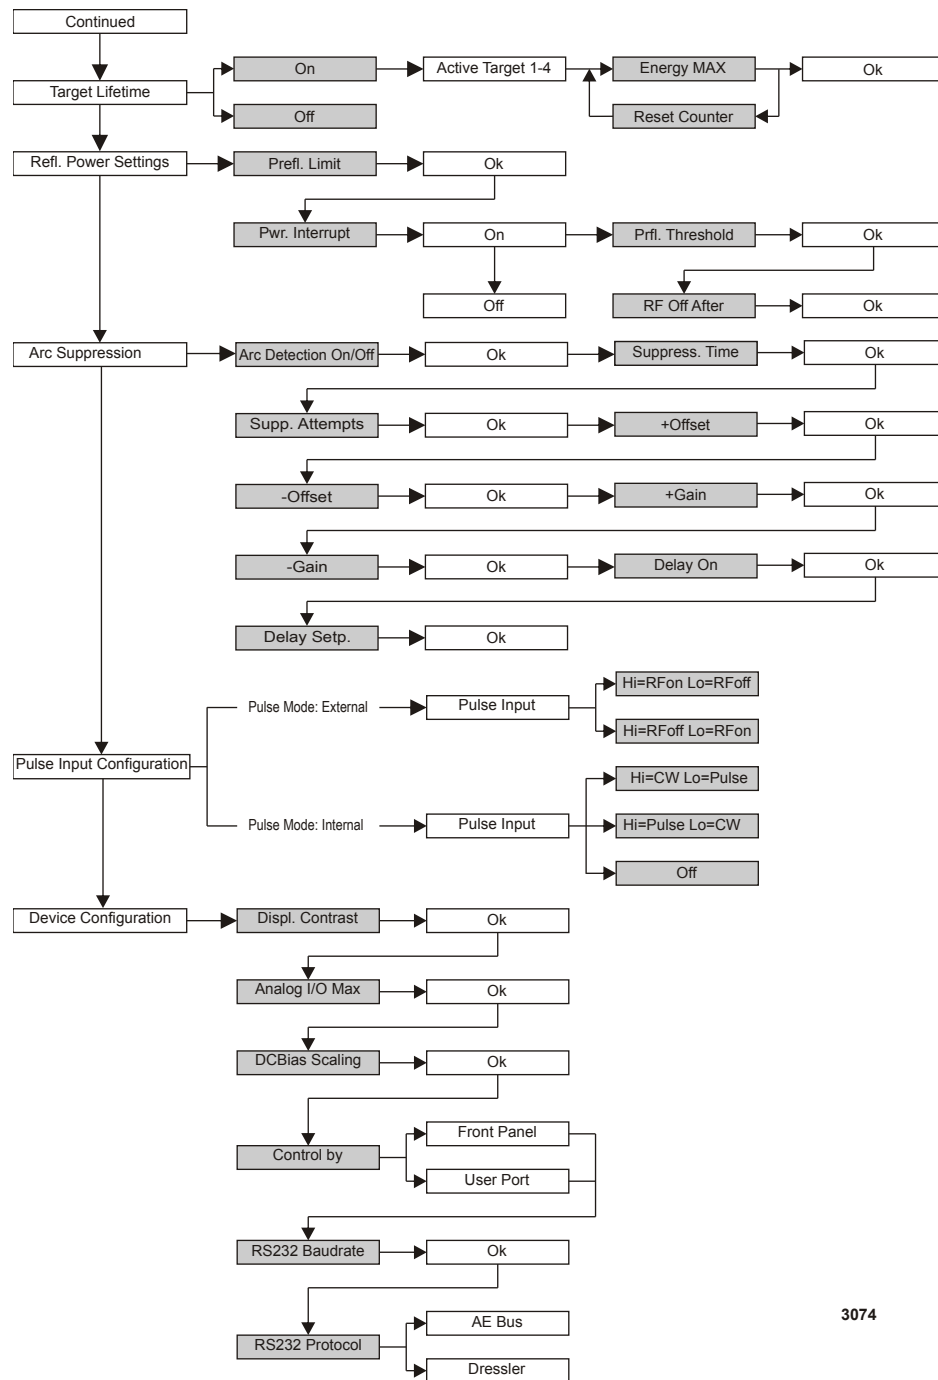 Continued
Target Lifetime
On
Active Target 1-4
Energy MAX
Ok
Off
Reset Counter
Refl. Power Settings
Prefl. Limit
Ok
Pwr. Interrupt
On
Prfl. Threshold
Ok
Off
RF Off After
Ok
Arc Suppression
Arc Detection On/Off
Ok
Suppress. Time
Ok
Supp. Attempts
Ok
+Offset
Ok
-Offset
Ok
+Gain
Ok
-Gain
Ok
Delay On
Ok
Delay Setp.
Ok
Pulse Input Configuration
Pulse Mode: External
Pulse Input
Hi=RFon Lo=RFoff
Hi=RFoff Lo=RFon
Pulse Mode: Internal
Pulse Input
Hi=CW Lo=Pulse
Hi=Pulse Lo=CW
Off
Device Configuration
Displ. Contrast
Ok
Analog I/O Max
Ok
DCBias Scaling
Ok
Control by
Front Panel
User Port
RS232 Baudrate
Ok
RS232 Protocol
AE Bus
Dressler
3074